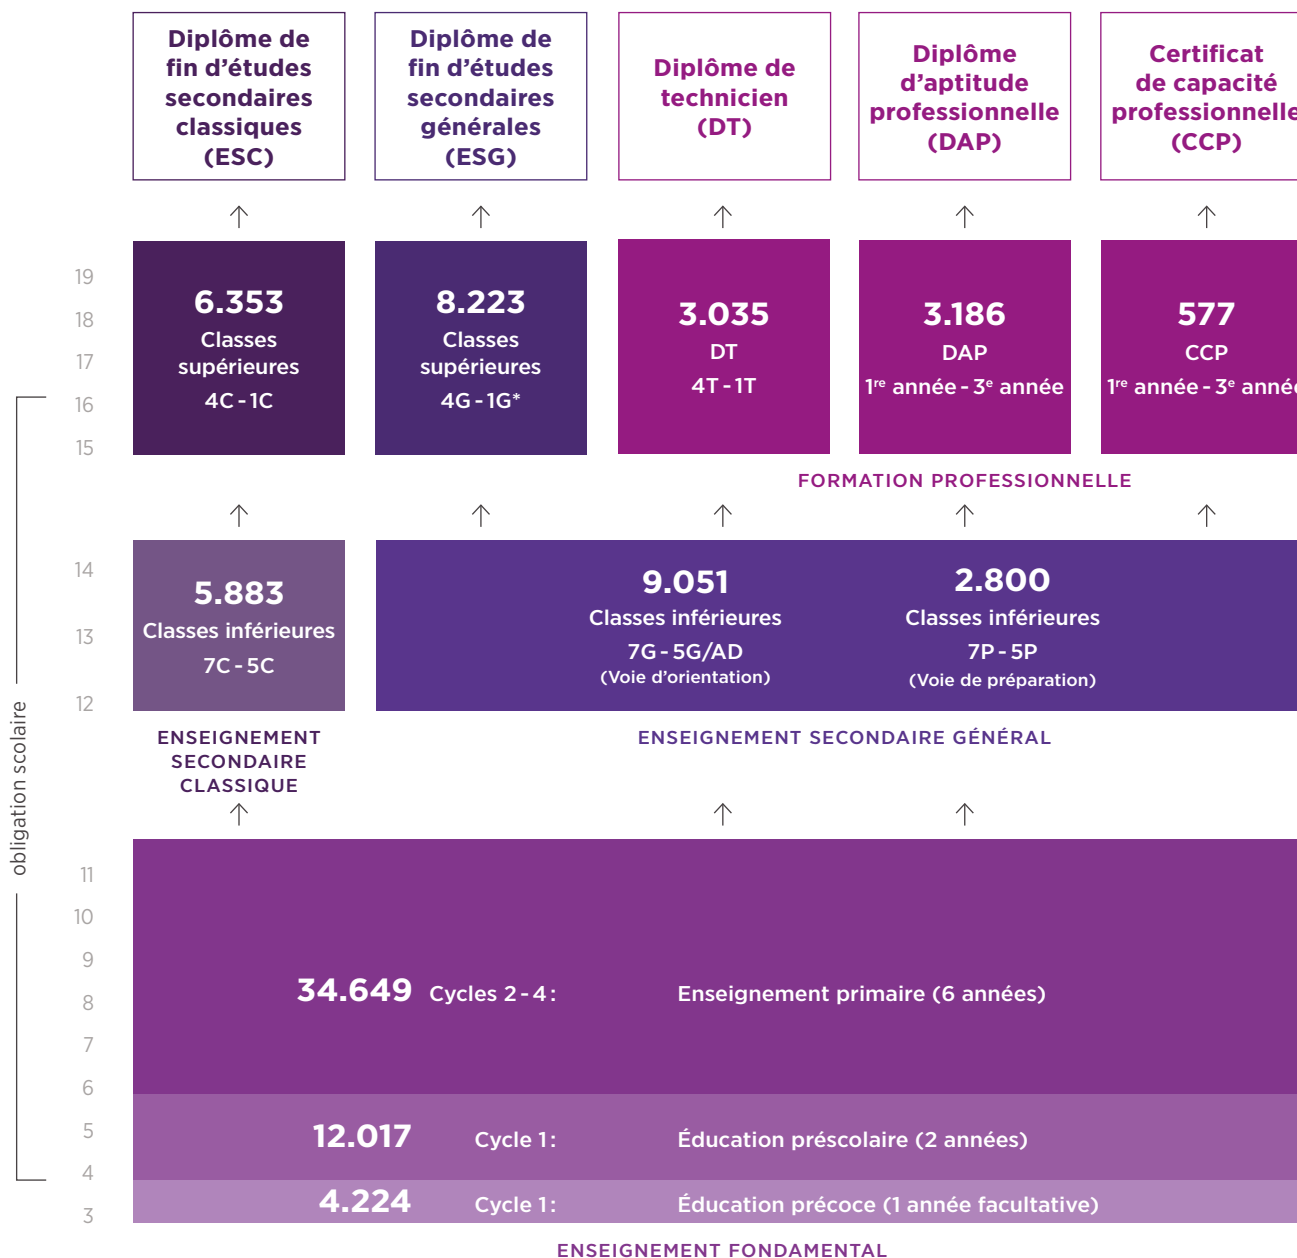 Diplôme de
fin d’études
secondaires
classiques
(ESC)
Diplôme de
fin d’études
secondaires
générales
(ESG)
Diplôme de
technicien
(DT)
Diplôme
d’aptitude
professionnelle
(DAP)
Certificat
de capacité
professionnelle
(CCP)
19
18
17
16
15
6.353
Classes
supérieures
4C - 1C
8.223
Classes
supérieures
4G - 1G*
3.035
DT
4T - 1T
3.186
DAP
1re année - 3e année
577
CCP
1re année - 3e année
FORMATION PROFESSIONNELLE
14
13
12
5.883
Classes inférieures
7C - 5C
9.051
Classes inférieures
7G - 5G/AD
(Voie d’orientation)
2.800
Classes inférieures
7P - 5P
(Voie de préparation)
ENSEIGNEMENT
SECONDAIRE
CLASSIQUE
ENSEIGNEMENT SECONDAIRE GÉNÉRAL
obligation scolaire
11
10
9
8
7
6
5
4
3
34.649 Cycles 2 - 4 : Enseignement primaire (6 années)
12.017 Cycle 1 : Éducation préscolaire (2 années)
4.224 Cycle 1 : Éducation précoce (1 année facultative)
ENSEIGNEMENT FONDAMENTAL